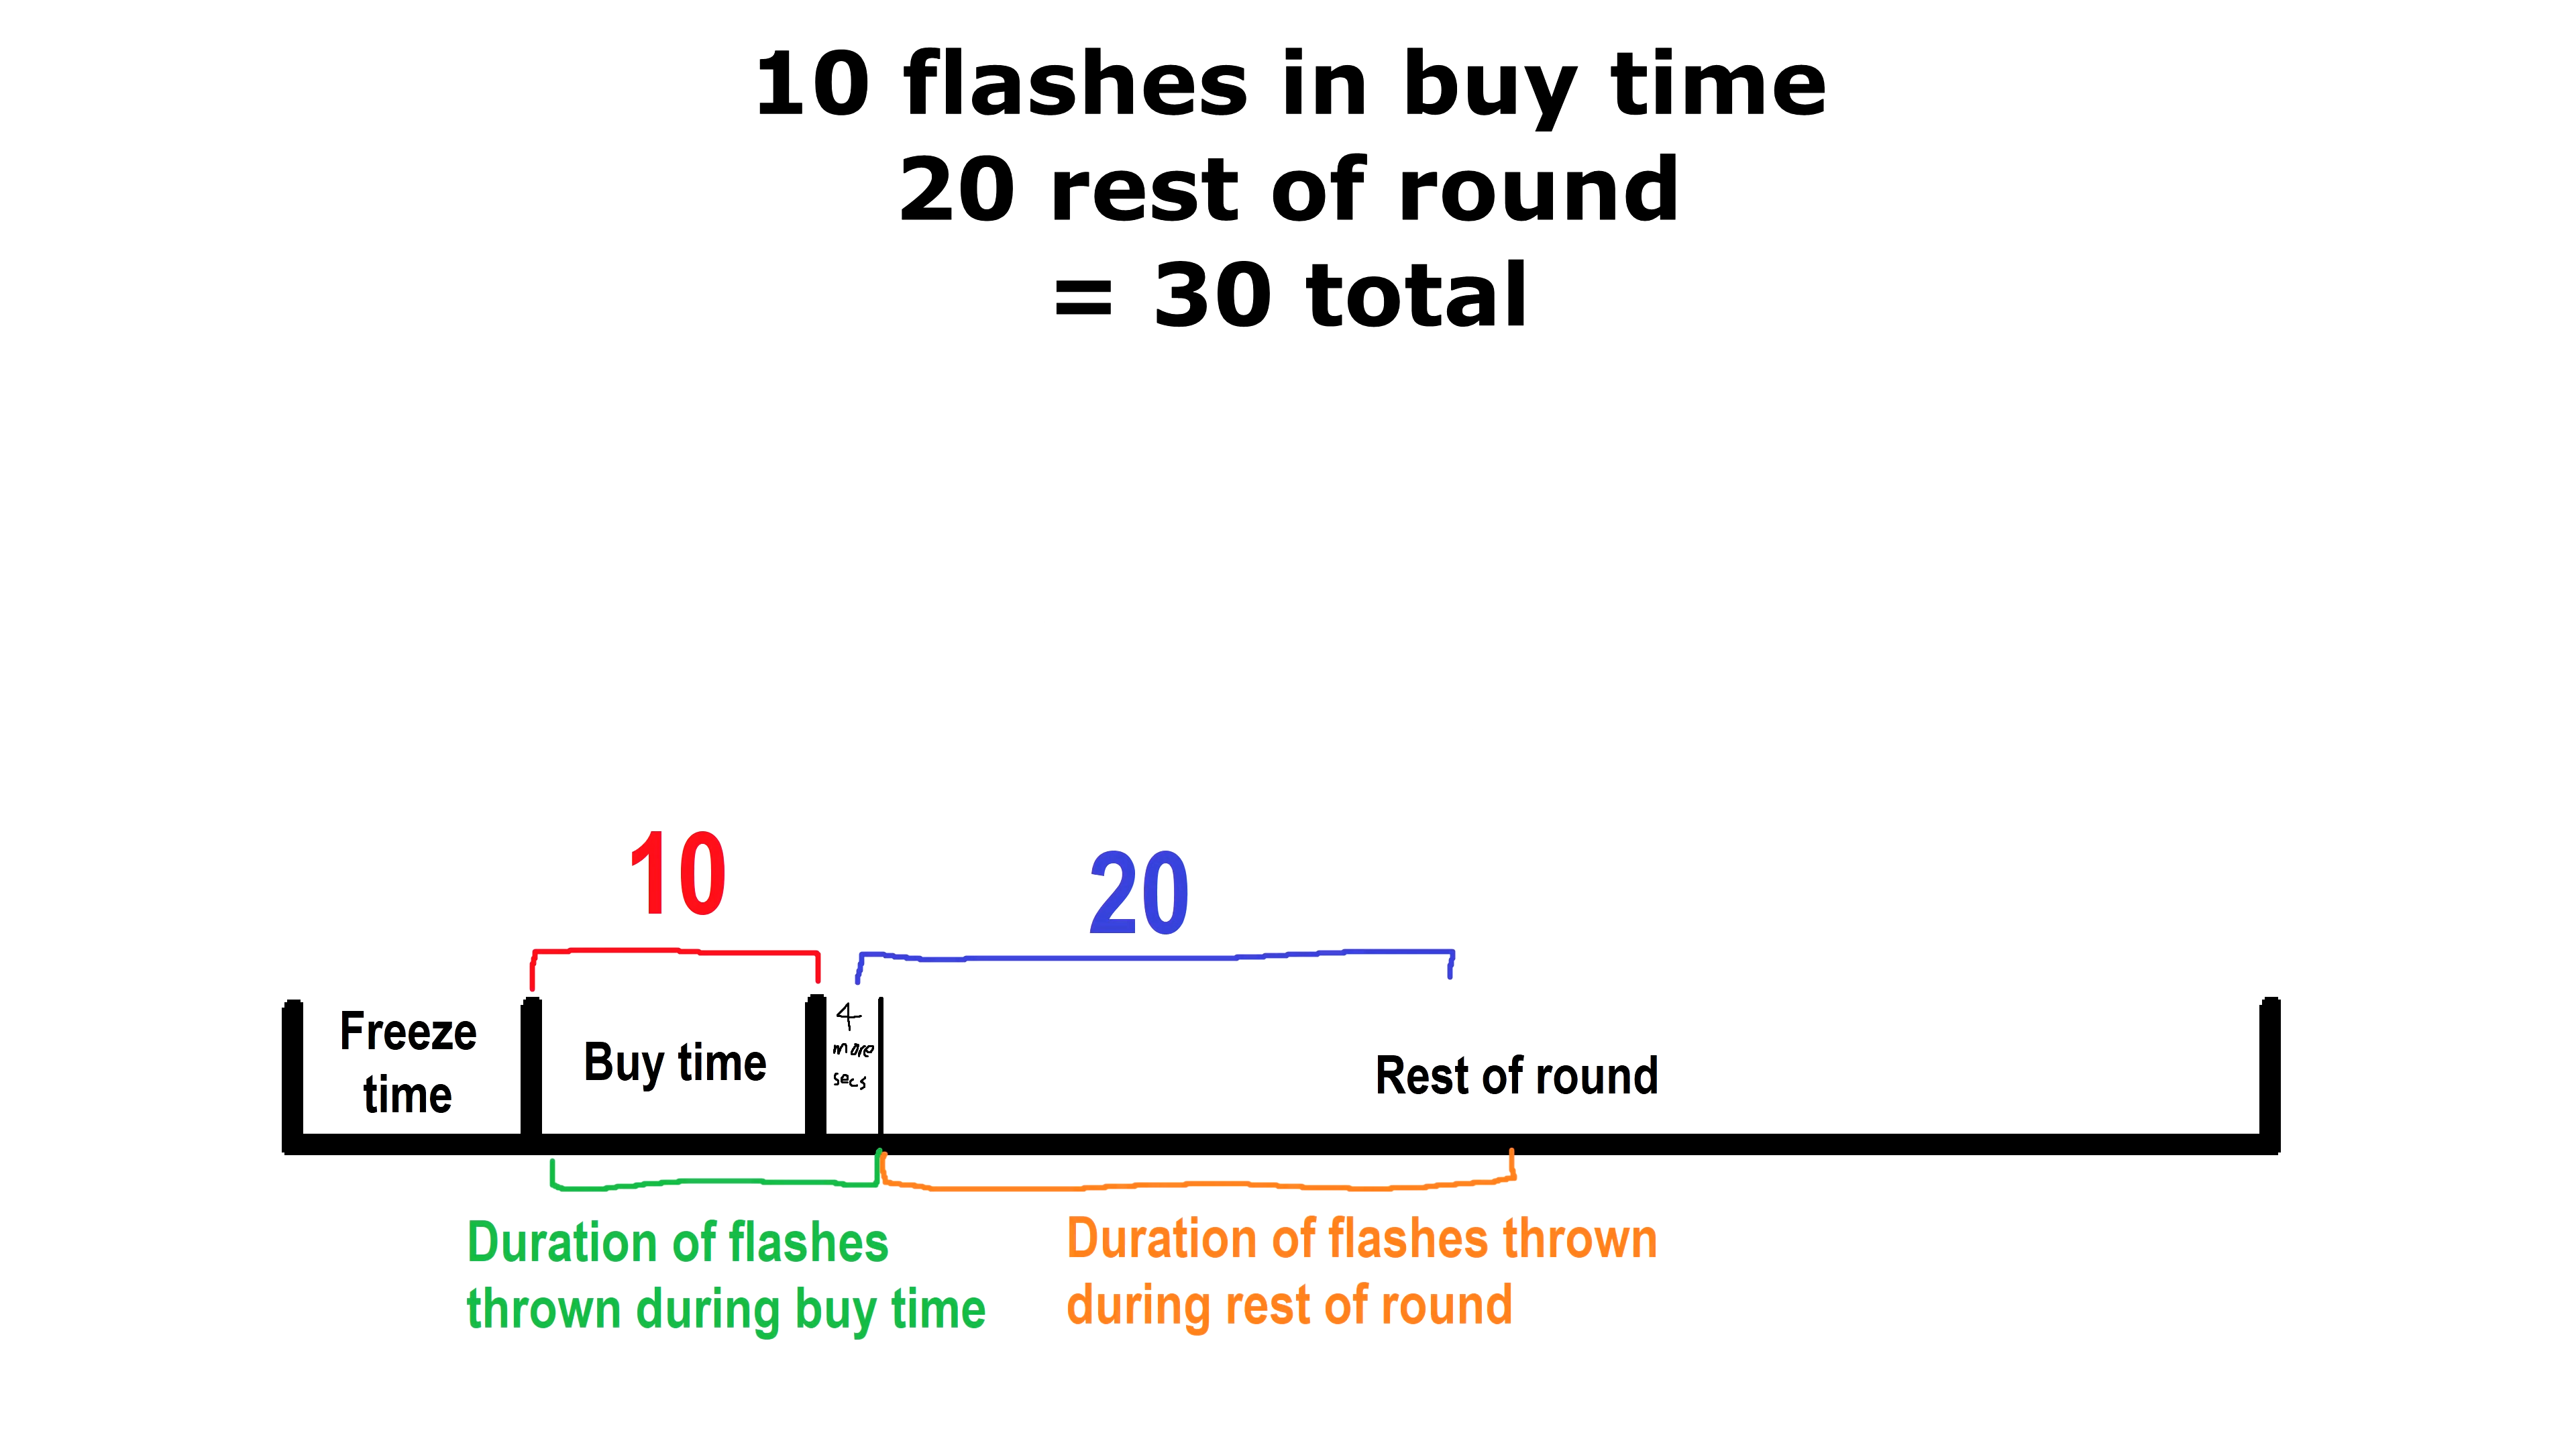 10 flashes in buy time
20 rest of round
= 30 total
10
20
Freeze
time
Buy time
4
more
secs
Rest of round
Duration of flashes
thrown during buy time
Duration of flashes thrown
during rest of round